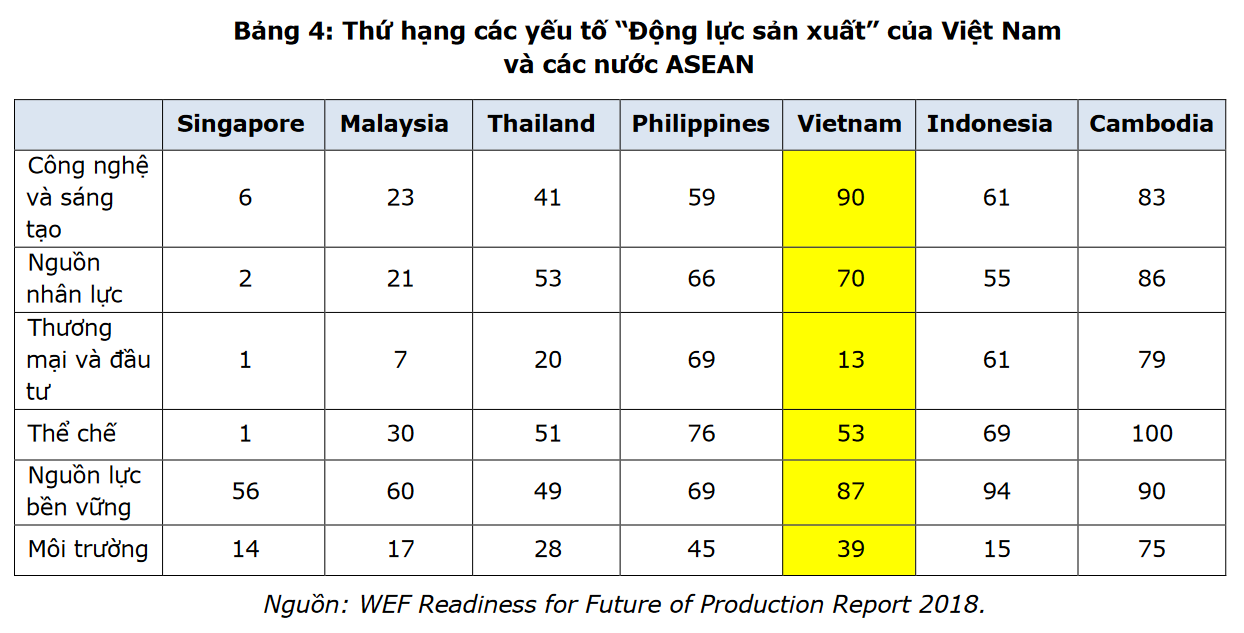 Bảng 4: Thứ hạng các yếu tố “Động lực sản xuất” của Việt Nam
và các nước ASEAN
Singapore Malaysia Thailand Philippines Vietnam Indonesia Cambodia
Công nghệ
và sáng
tạo
6 23 41 59 90 61 83
Nguồn
nhân lực
2 21 53 66 70 55 86
Thương
mại và đầu
tư
1 7 20 69 13 61 79
Thể chế 1 30 51 76 53 69 100
Nguồn lực
bền vững
56 60 49 69 87 94 90
Môi trường 14 17 28 45 39 15 75
Nguồn: WEF Readiness for Future of Production Report 2018.